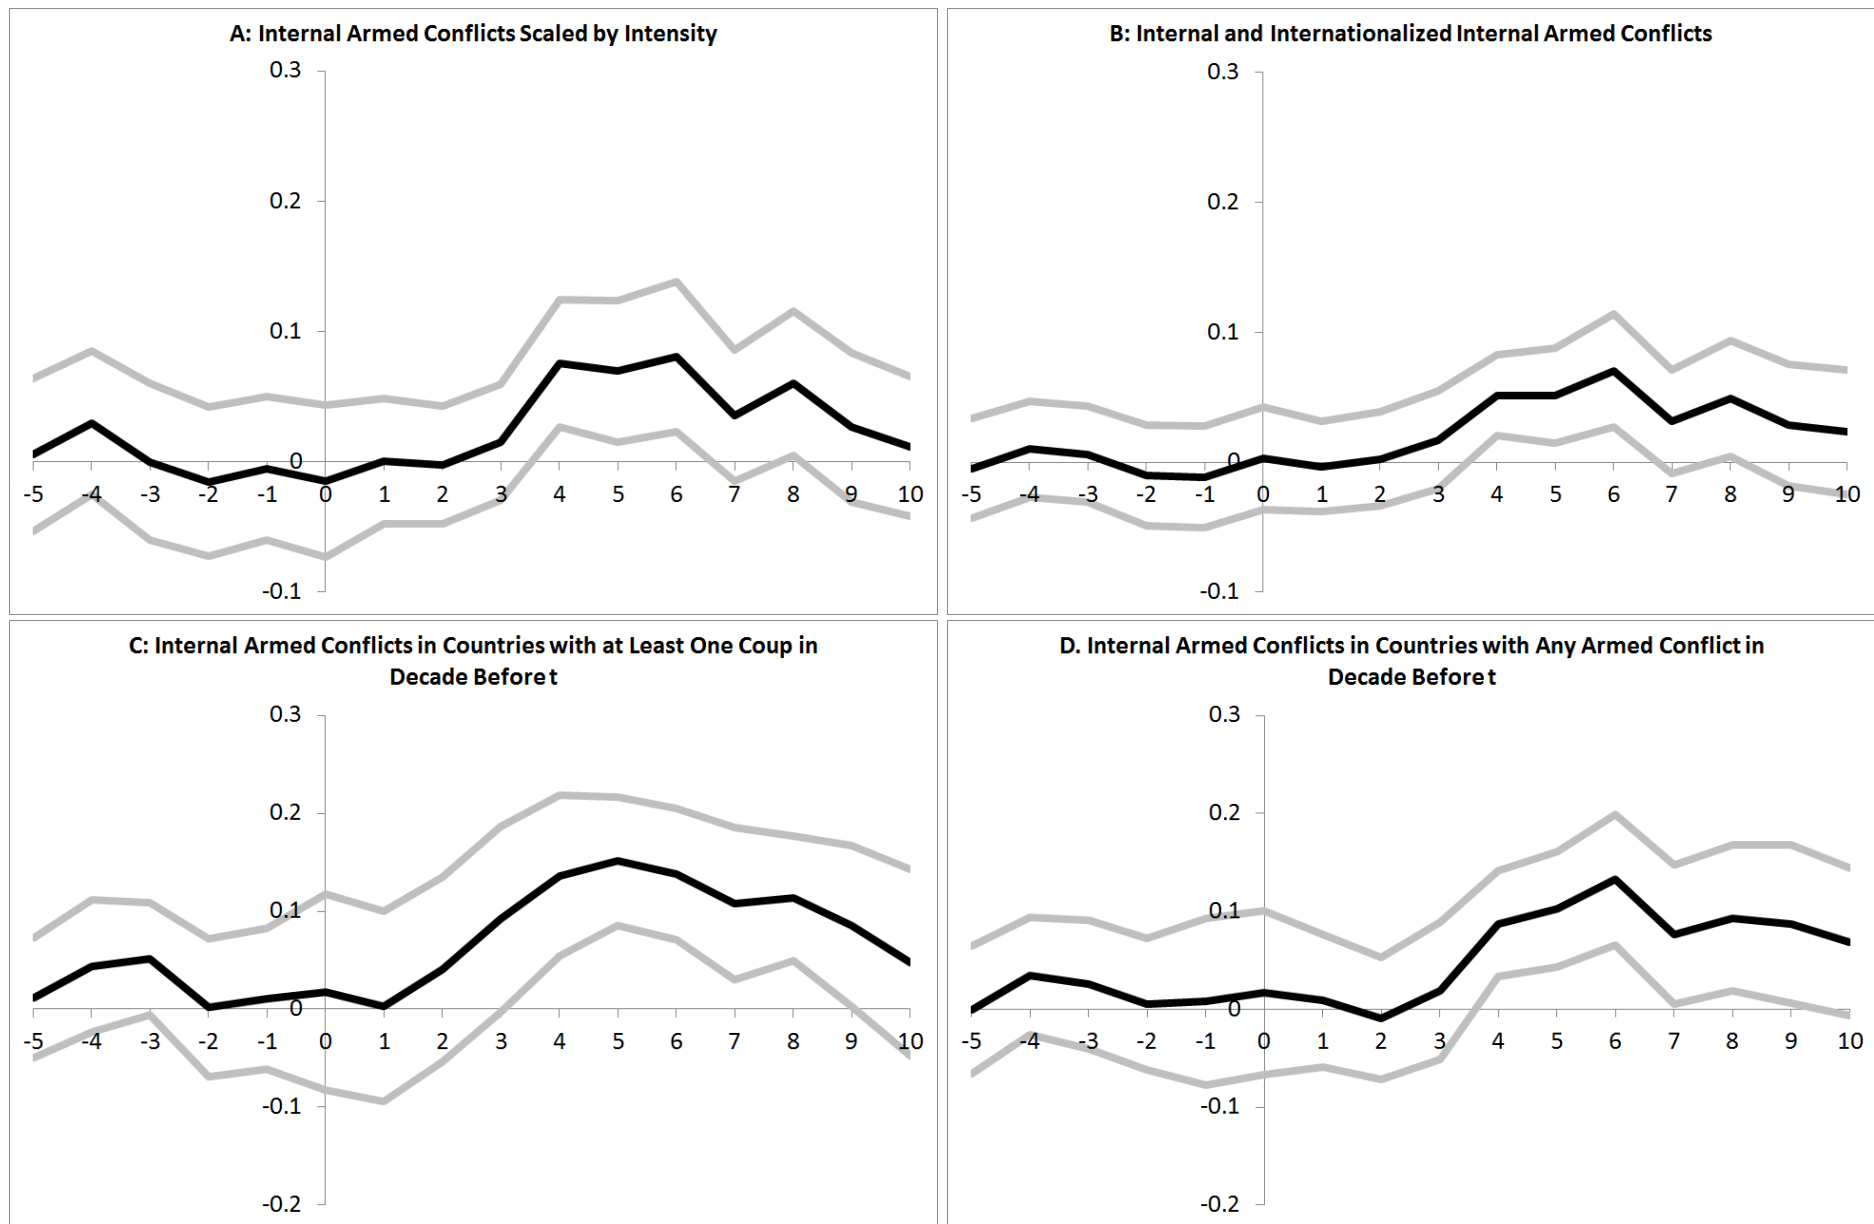 A: Internal Armed Conflicts Scaled by Intensity
0.3
0.2
0.1
0
-5 -4 -3 -2 -1 0 1 2 3 4 5 6 7 8 9 10
-0.1
B: Internal and Internationalized Internal Armed Conflicts
0.3
0.2
0.1
0
-5 -4 -3 -2 -1 0 1 2 3 4 5 6 7 8 9 10
-0.1
C: Internal Armed Conflicts in Countries with at Least One Coup in
Decade Before t
0.3
0.2
0.1
0
-5 -4 -3 -2 -1 0 1 2 3 4 5 6 7 8 9 10
-0.1
-0.2
D. Internal Armed Conflicts in Countries with Any Armed Conflict in
Decade Before t
0.3
0.2
0.1
0
-5 -4 -3 -2 -1 0 1 2 3 4 5 6 7 8 9 10
-0.1
-0.2